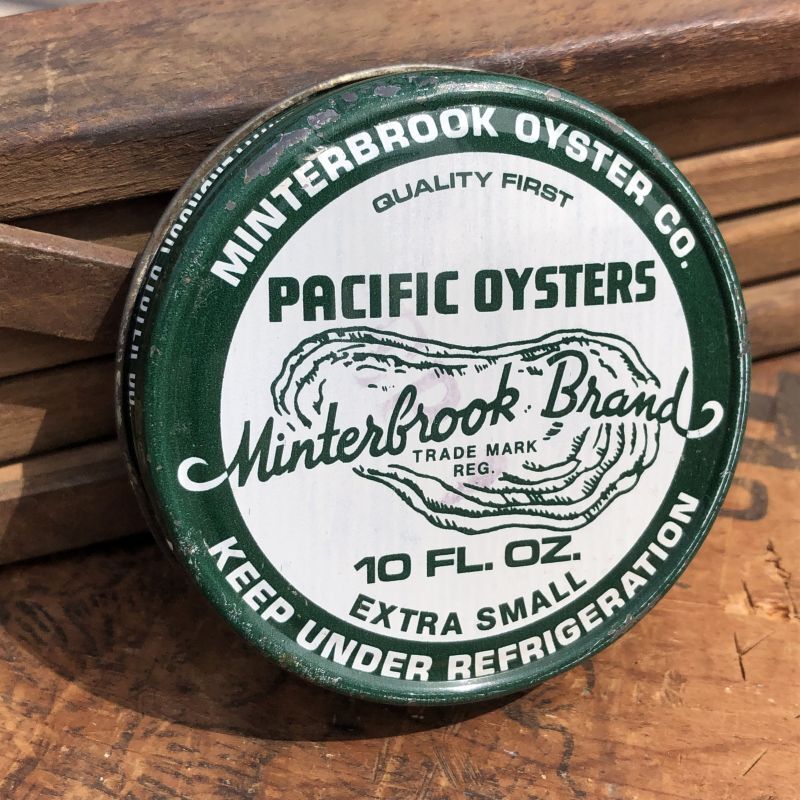 MINTERBROOK OYSTER CO.
QUALITY FIRST
PACIFIC OYSTERS
Minterbrook Brand
TRADE MARK
REG.
10 FL. OZ.
EXTRA SMALL
KEEP UNDER REFRIGERATION